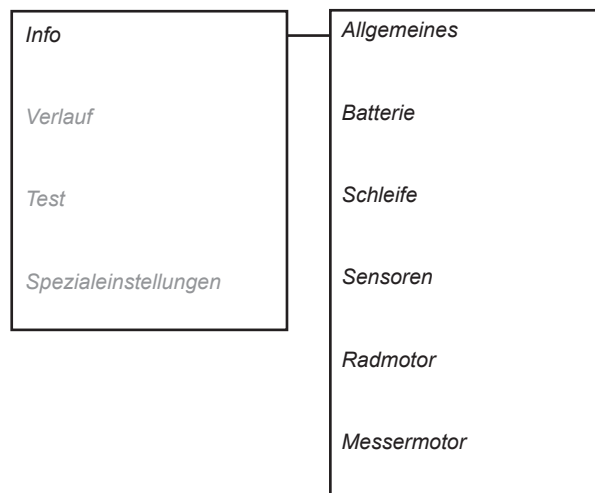 Info
Verlauf
Test
Spezialeinstellungen
Allgemeines
Batterie
Schleife
Sensoren
Radmotor
Messermotor